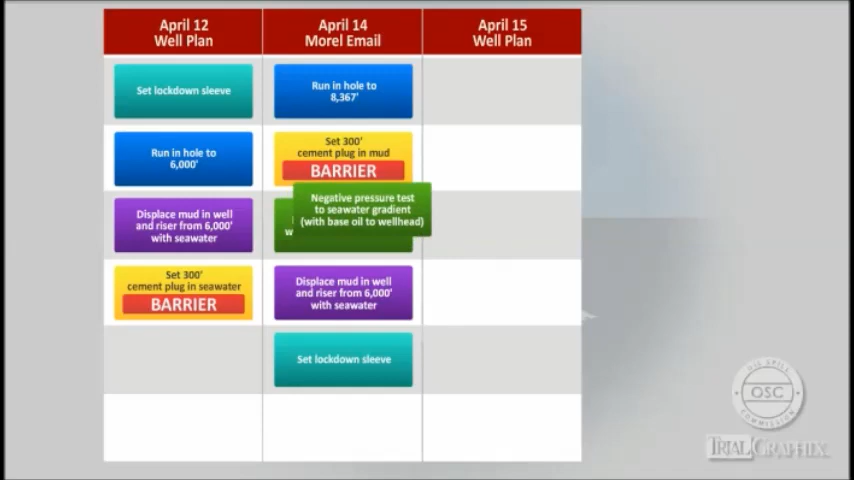 April 12
Well Plan
April 14
Morel Email
April 15
Well Plan
Set lockdown sleeve
Run in hole to
8,367'
Run in hole to
6,000'
Set 300'
cement plug in mud
BARRIER
Negative pressure test
to seawater gradient
(with base oil to wellhead)
w
Displace mud in well
and riser from 6,000'
with seawater
Set 300'
cement plug in seawater
BARRIER
Displace mud in well
and riser from 6,000'
with seawater
Set lockdown sleeve
OIL SPILL
OSC
COMMISSION
TRIALGRAPHIX